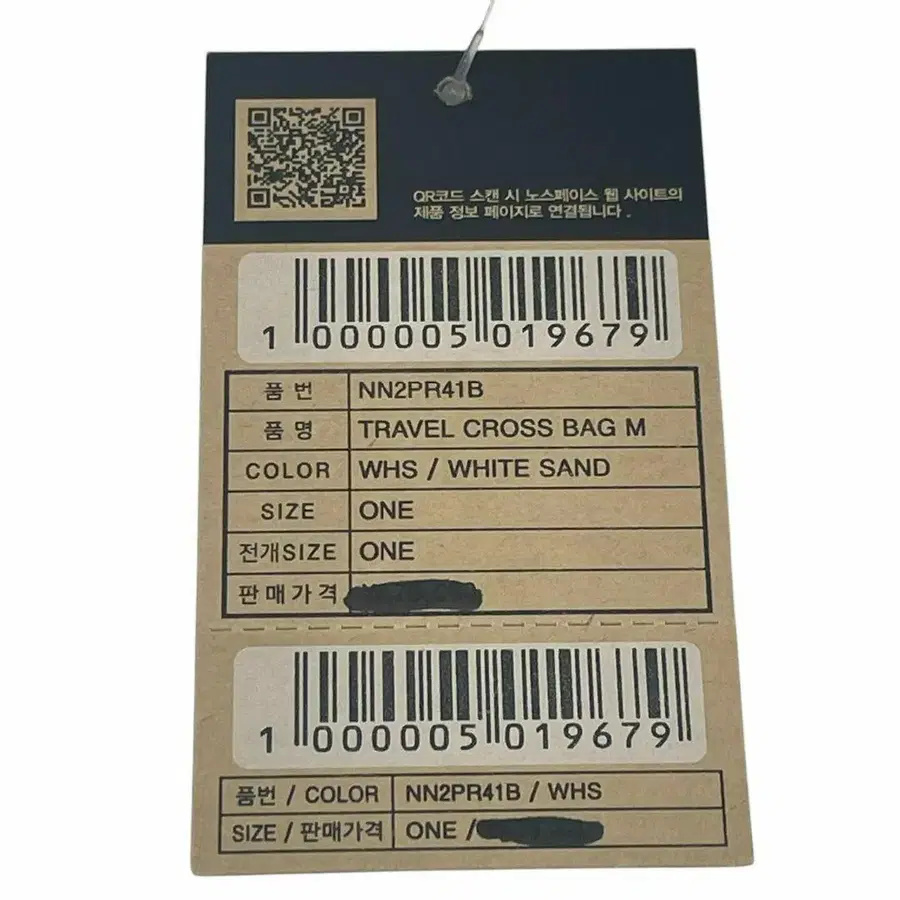 QR코드 스캔 시 노스페이스 웹 사이트의
제품 정보 페이지로 연결됩니다 .
1 000005 019679
품 번 NN2PR41B
품 명 TRAVEL CROSS BAG M
COLOR WHS / WHITE SAND
SIZE ONE
전개SIZE ONE
판매가격
1 000005 019679
품번 / COLOR NN2PR41B / WHS
SIZE / 판매가격 ONE /